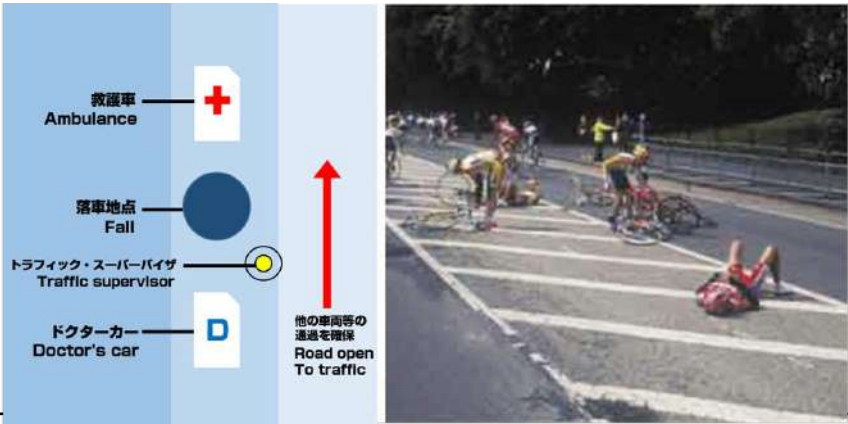 救護車
Ambulance
落車地点
Fall
トラフィック・スーパーバイザ
Traffic supervisor
D
ドクターカー
Doctor's car
他の車両等の
通過を確保
Road open
To traffic